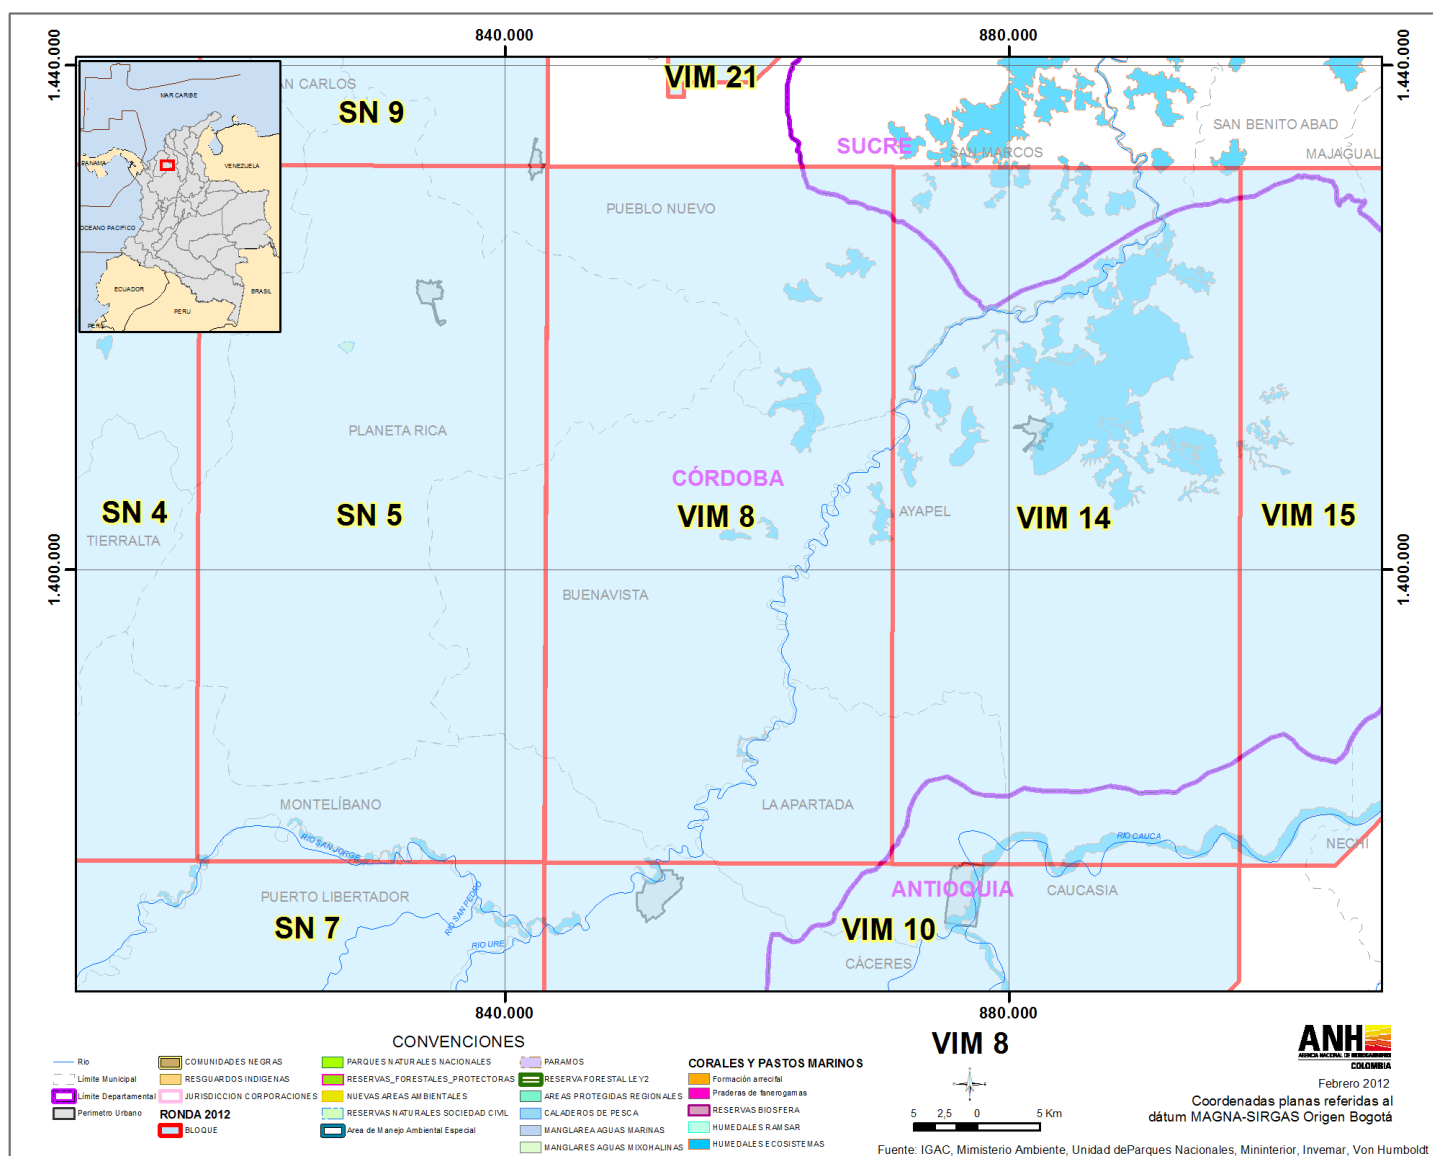 840.000
880.000
1.440.000
1.440.000
VIM 21
MAR CARIBE
AN CARLOS
SN 9
SAN BENITO ABAD
SUCRE
SAN MARCOS
MAJAGUAL
PANAMA
VENEZUELA
PUEBLO NUEVO
OCEANO PACIFICO
ECUADOR
BRASIL
PERU
PERU
PLANETA RICA
CÓRDOBA
SN 4
SN 5
VIM 8
AYAPEL
VIM 14
VIM 15
TIERRALTA
1.400.000
1.400.000
BUENAVISTA
MONTELÍBANO
LA APARTADA
RIO SAN JORGE
RIO CAUCA
NECHI
PUERTO LIBERTADOR
RIO SAN PEDRO
ANTIOQUIA
CAUCASIA
SN 7
VIM 10
RIO URE
CÁCERES
840.000
880.000
CONVENCIONES
Rio
Límite Municipal
Límite Departamental
Perimetro Urbano
COMUNIDADES NEGRAS
RESGUARDOS INDIGENAS
JURISDICCION CORPORACIONES
RONDA 2012
BLOQUE
PARQUES NATURALES NACIONALES
RESERVAS_FORESTALES_PROTECTORAS
NUEVAS AREAS AMBIENTALES
RESERVAS NATURALES SOCIEDAD CIVIL
Area de Manejo Ambiental Especial
PARAMOS
RESERVA FORESTAL LEY2
AREAS PROTEGIDAS REGIONALES
CALADEROS DE PESCA
MANGLAREA AGUAS MARINAS
MANGLARES AGUAS MIXOHALINAS
CORALES Y PASTOS MARINOS
Formación arrecifal
Praderas de fanerogamas
RESERVAS BIOSFERA
HUMEDALES RAMSAR
HUMEDALES ECOSISTEMAS
VIM 8
5 2,5 0 5 Km
ANH
AGENCIA NACIONAL DE HIDROCARBUROS
COLOMBIA
Febrero 2012
Coordenadas planas referidas al
dátum MAGNA-SIRGAS Origen Bogotá
Fuente: IGAC, Mimisterio Ambiente, Unidad deParques Nacionales, Mininterior, Invemar, Von Humboldt